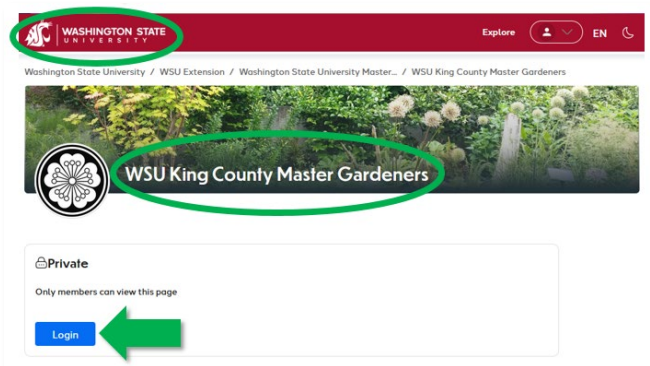 WASHINGTON STATE
UNIVERSITY
Explore
EN
Washington State University / WSU Extension / Washington State University Master... / WSU King County Master Gardeners
WSU King County Master Gardeners
Private
Only members can view this page
Login